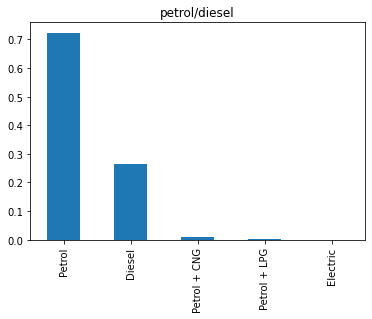 petrol/diesel
0.7
0.6
0.5
0.4
0.3
0.2
0.1
0.0
Petrol
Diesel
Petrol + CNG
Petrol + LPG
Electric